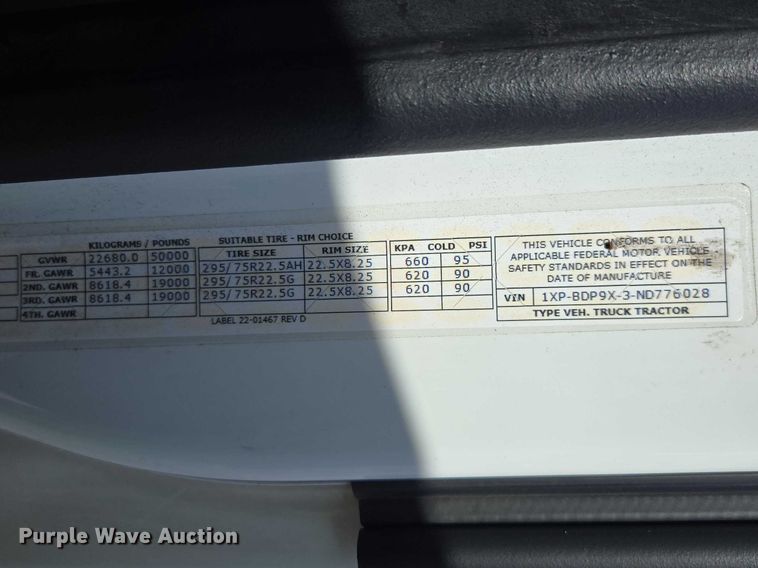 KILOGRAMS / POUNDS SUITABLE TIRE - RIM CHOICE
TIRE SIZE RIM SIZE KPA COLD PSI
GVWR 22680.0 50000
FR. GAWR 5443.2 12000 295/75R22.5AH 22.5X8.25 660 95
2ND. GAWR 8618.4 19000 295/75R22.5G 22.5X8.25 620 90
3RD. GAWR 8618.4 19000 295/75R22.5G 22.5X8.25 620 90
4TH. GAWR
LABEL 22-01467 REV D
THIS VEHICLE CONFORMS TO ALL
APPLICABLE FEDERAL MOTOR VEHICLE
SAFETY STANDARDS IN EFFECT ON THE
DATE OF MANUFACTURE
VIN 1XP-BDP9X-3-ND776028
TYPE VEH. TRUCK TRACTOR
Purple Wave Auction